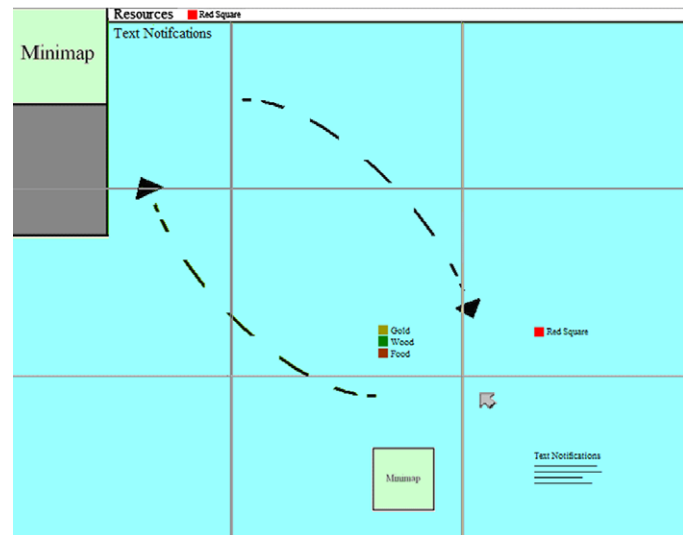 Resources Red Square
Minimap
Text Notifcations
Gold
Wood
Food
Red Square
Minimap
Text Notifications